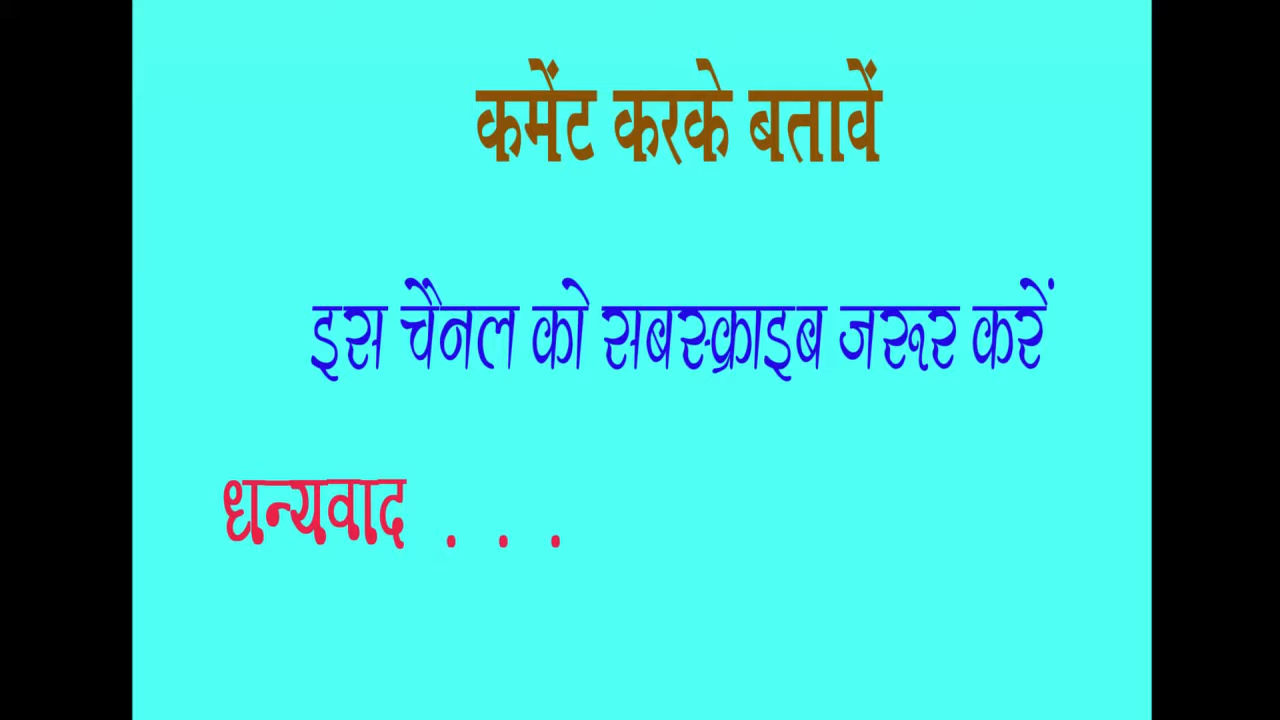 कमेंट करके बतावें
इस चैनल को सबस्क्राइब जरूर करें
धन्यवाद . . .